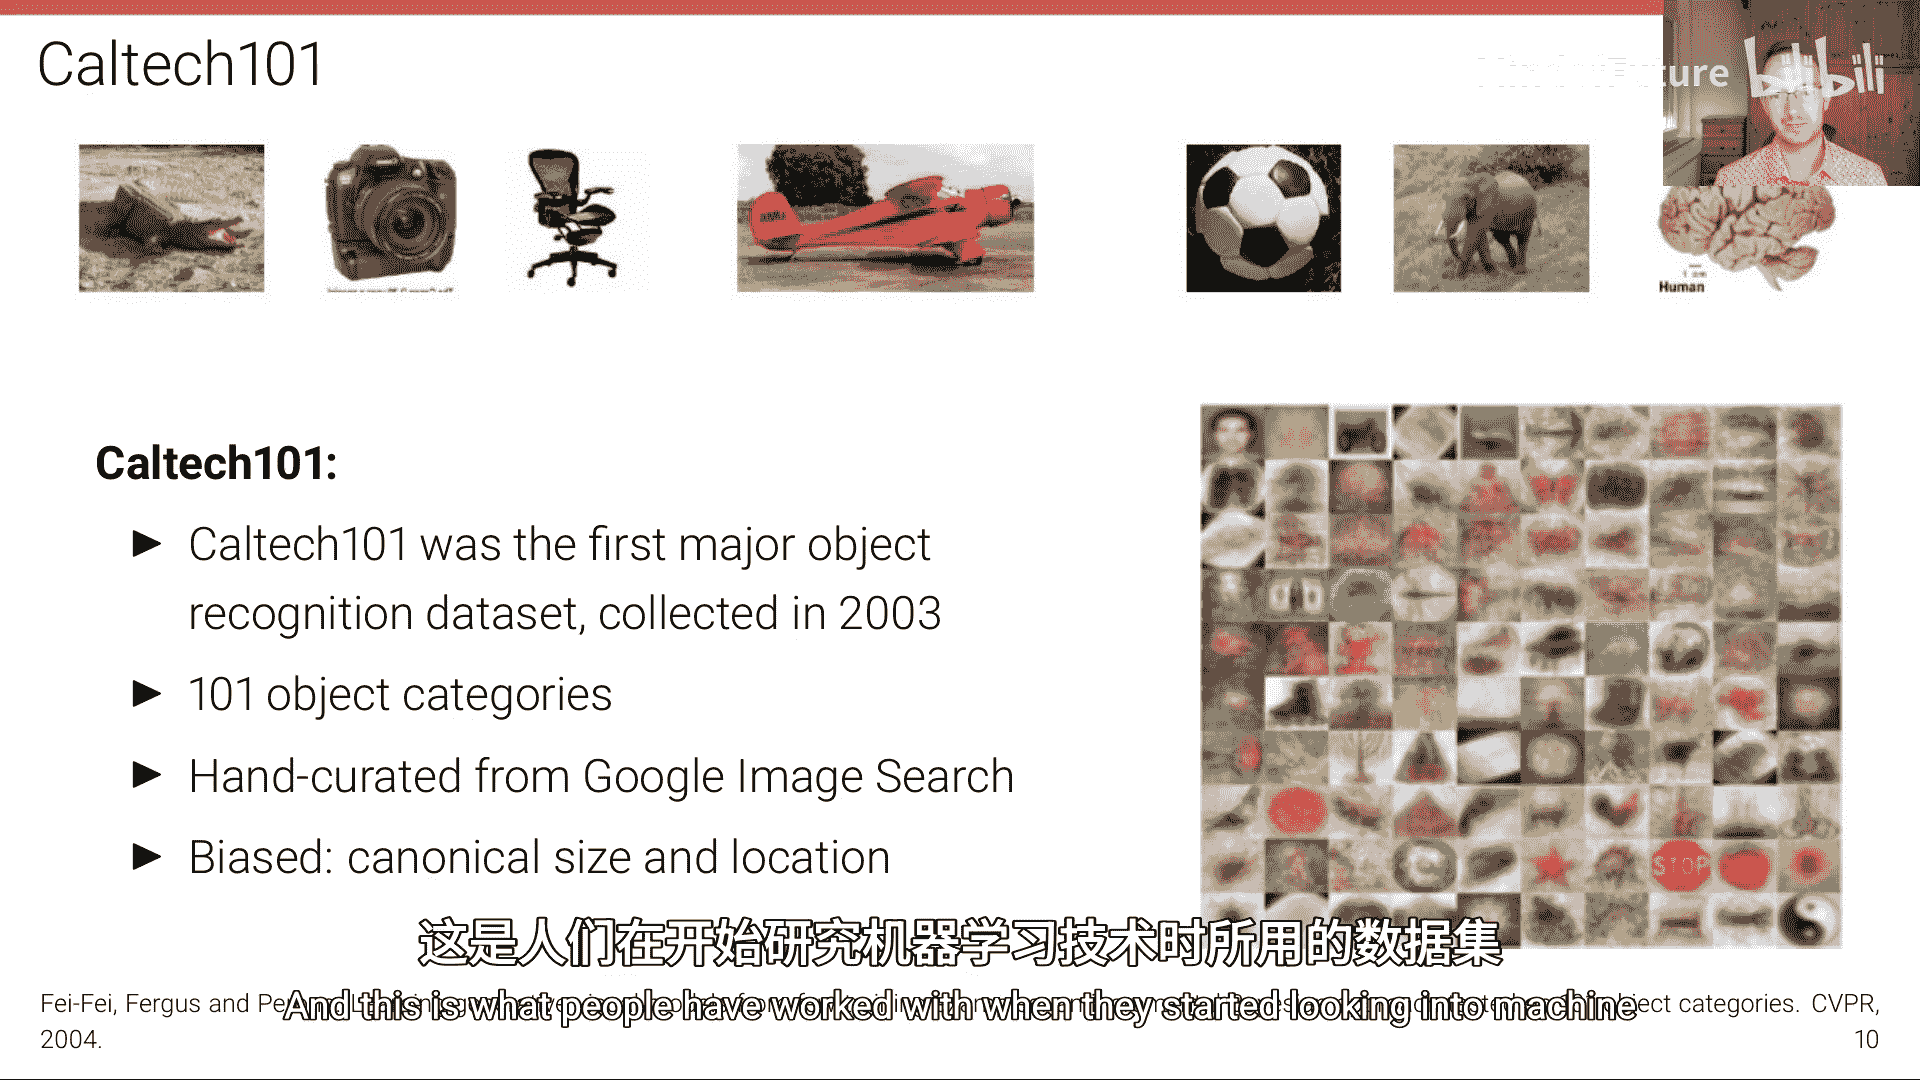 Caltech101
bilibili
Human
Caltech101:
► Caltech101 was the first major object
recognition dataset, collected in 2003
► 101 object categories
► Hand-curated from Google Image Search
► Biased: canonical size and location
STOP
这是人们在开始研究机器学习技术时所用的数据集
And this is what people have worked with when they started looking into machine
Fei-Fei, Fergus and object categories. CVPR,
2004.
10